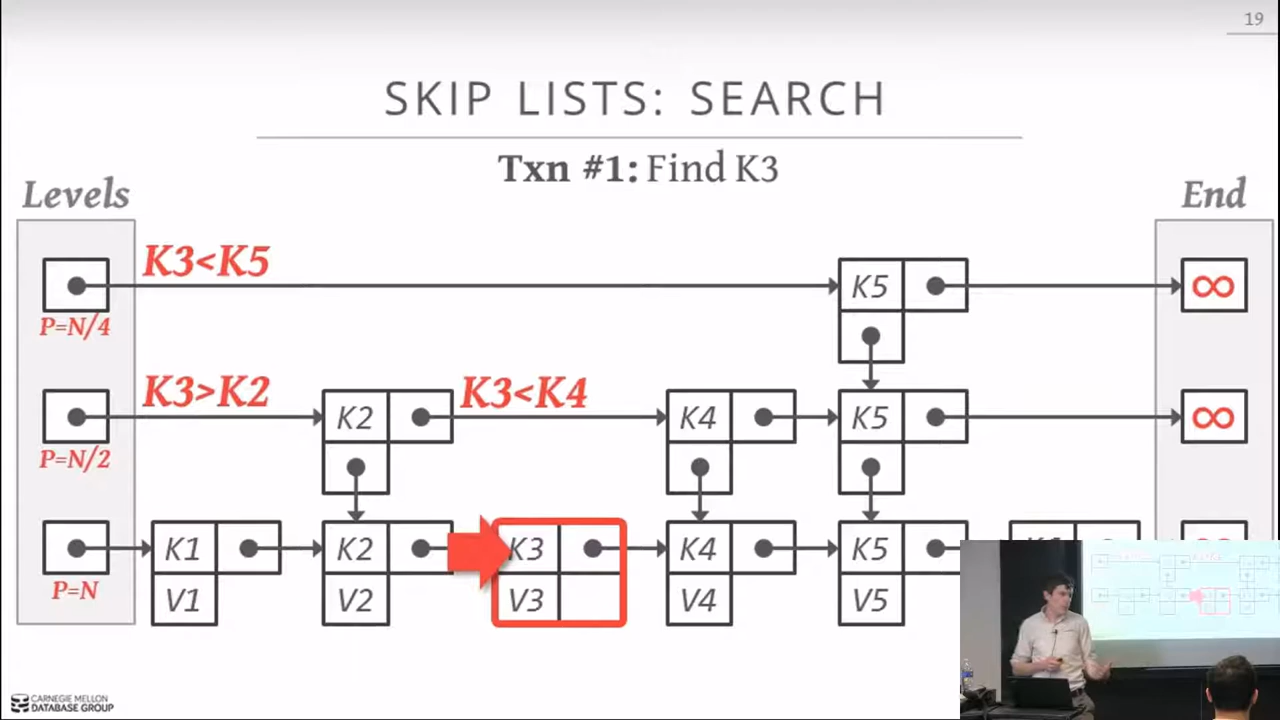 19
SKIP LISTS: SEARCH
Txn #1: Find K3
Levels
End
K3<K5
K5
∞
P=N/4
K3>K2
K2
K3<K4
K4
K5
∞
P=N/2
K1
K2
K3
K4
K5
P=N
V1
V2
V3
V4
V5
CARNEGIE MELLON
DATABASE GROUP